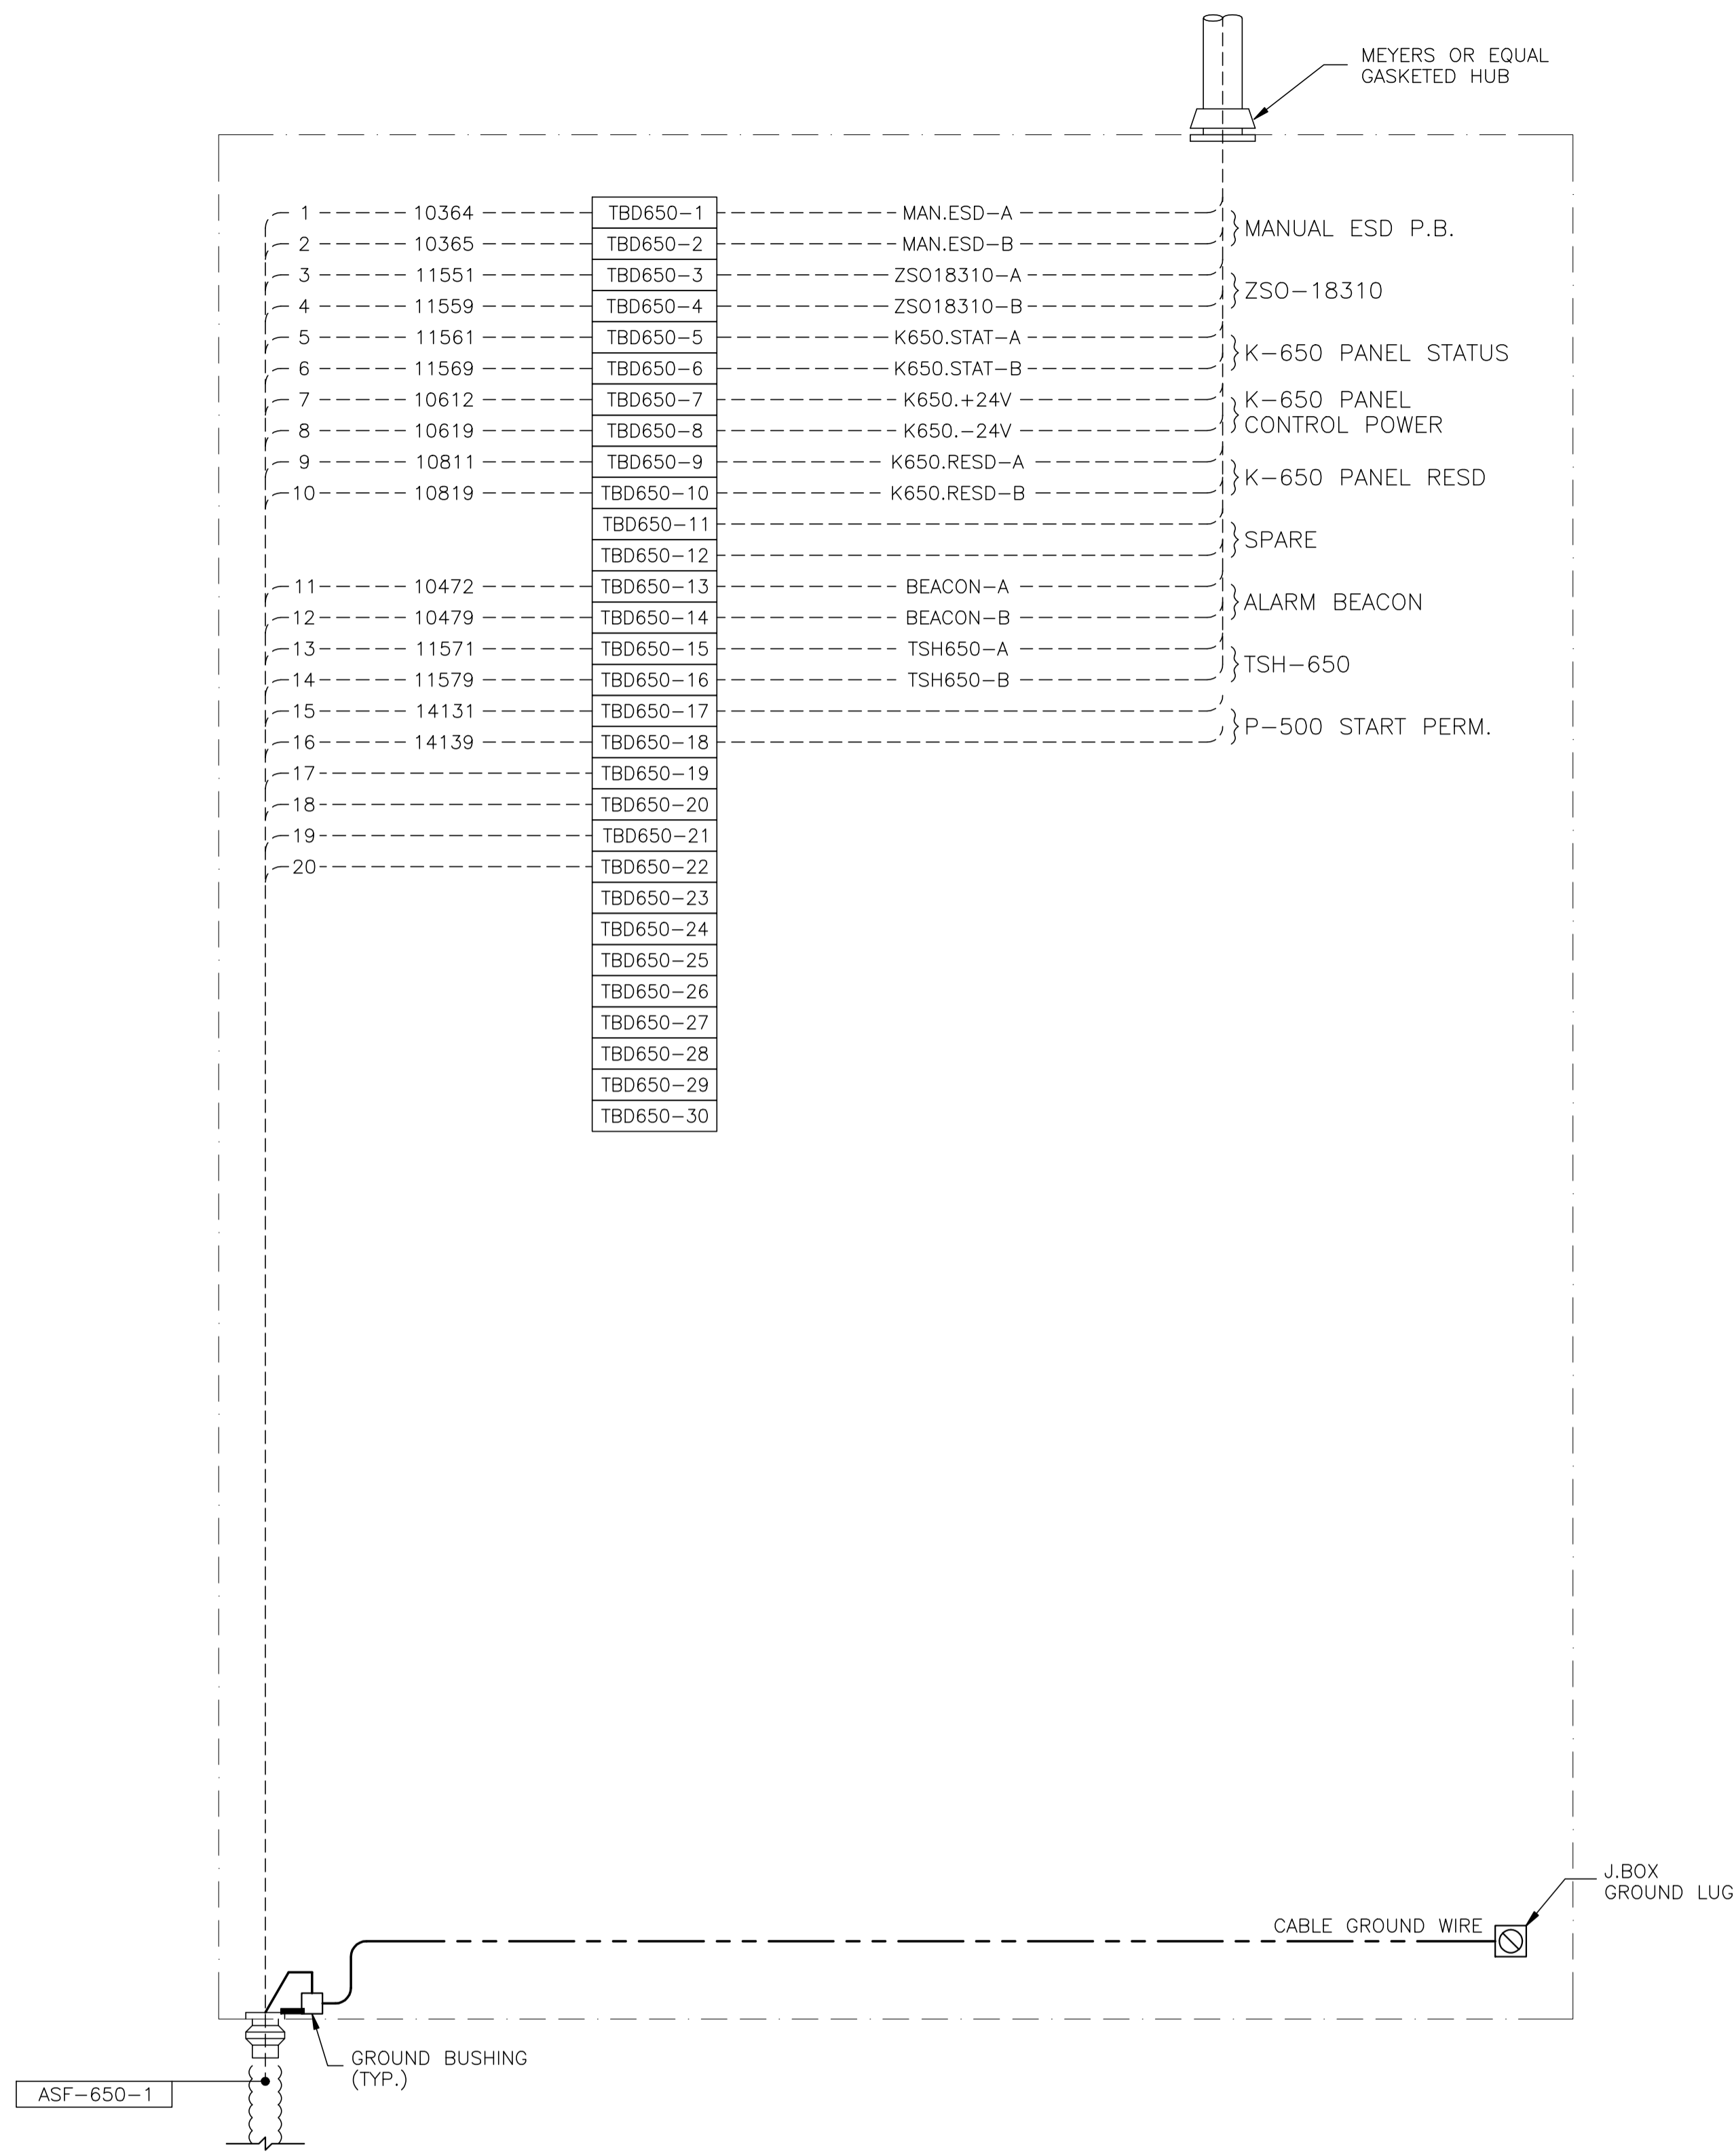 MEYERS OR EQUAL
GASKETED HUB
1 10364 TBD650-1 MAN.ESD-A
2 10365 TBD650-2 MAN.ESD-B
MANUAL ESD P.B.
3 11551 TBD650-3 ZSO18310-A
4 11559 TBD650-4 ZSO18310-B
ZSO-18310
5 11561 TBD650-5 K650.STAT-A
6 11569 TBD650-6 K650.STAT-B
K-650 PANEL STATUS
7 10612 TBD650-7 K650.+24V
8 10619 TBD650-8 K650.-24V
K-650 PANEL
CONTROL POWER
9 10811 TBD650-9 K650.RESD-A
10 10819 TBD650-10 K650.RESD-B
K-650 PANEL RESD
TBD650-11
TBD650-12
SPARE
11 10472 TBD650-13 BEACON-A
12 10479 TBD650-14 BEACON-B
ALARM BEACON
13 11571 TBD650-15 TSH650-A
14 11579 TBD650-16 TSH650-B
TSH-650
15 14131 TBD650-17
16 14139 TBD650-18
P-500 START PERM.
17 TBD650-19
18 TBD650-20
19 TBD650-21
20 TBD650-22
TBD650-23
TBD650-24
TBD650-25
TBD650-26
TBD650-27
TBD650-28
TBD650-29
TBD650-30
J.BOX
GROUND LUG
CABLE GROUND WIRE
GROUND BUSHING
(TYP.)
ASF-650-1